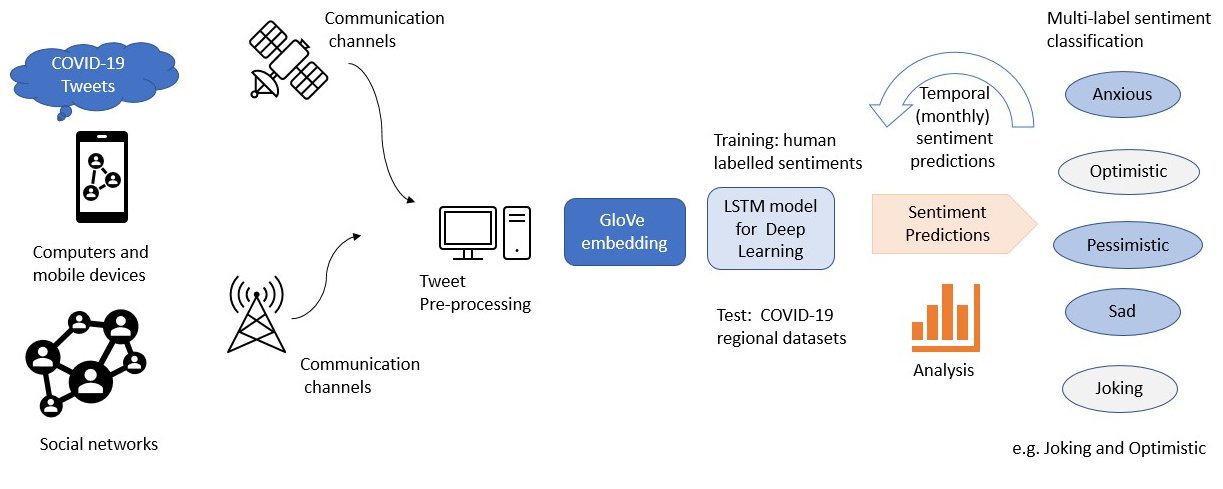 COVID-19
Tweets
Computers and
mobile devices
Social networks
Communication
channels
Communication
channels
Tweet
Pre-processing
GloVe
embedding
Training: human
labelled sentiments
LSTM model
for Deep
Learning
Test: COVID-19
regional datasets
Temporal
(monthly)
sentiment
predictions
Sentiment
Predictions
Analysis
Multi-label sentiment
classification
Anxious
Optimistic
Pessimistic
Sad
Joking
e.g. Joking and Optimistic